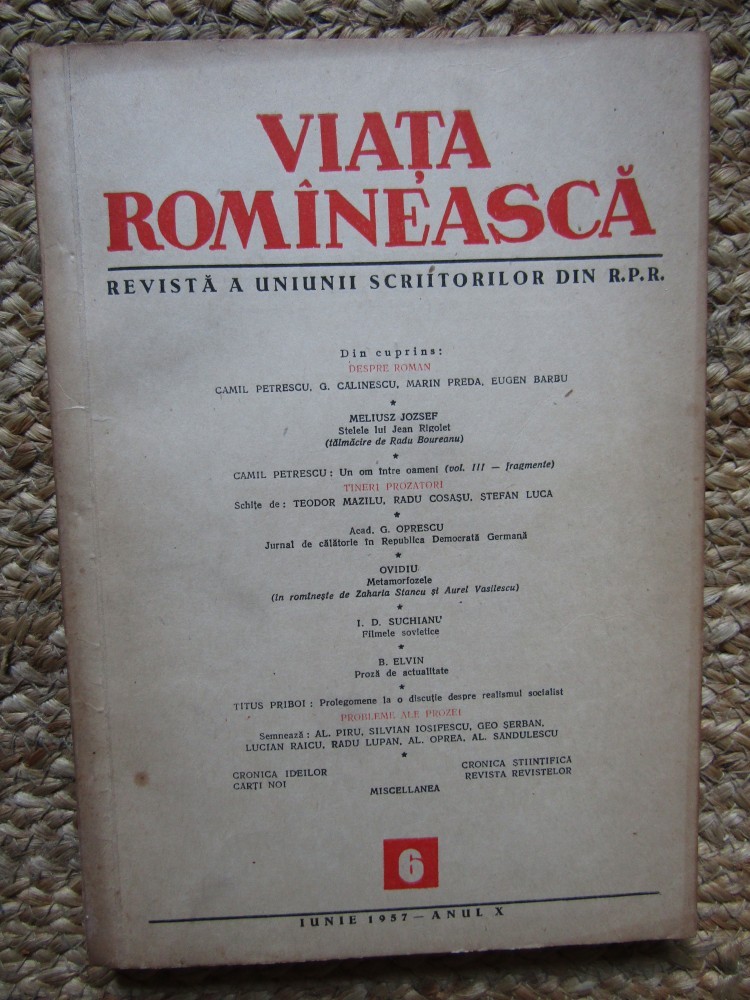 VIAȚA
ROMÎNEASCĂ
REVISTĂ A UNIUNII SCRIITORILOR DIN R.P.R.
Din cuprins:
DESPRE ROMAN
CAMIL PETRESCU, G. CALINESCU, MARIN PREDA, EUGEN BARBU
*
MELIUSZ JOZSEF
Stelele lui Jean Rigolet
(tălmăcire de Radu Boureanu)
*
CAMIL PETRESCU: Un om între oameni (vol. III — fragmente)
TINERI PROZATORI
Schițe de: TEODOR MAZILU, RADU COSAȘU, ȘTEFAN LUCA
*
Acad. G. OPRESCU
Jurnal de călătorie în Republica Democrată Germană
*
OVIDIU
Metamorfozele
(în romînește de Zaharia Stancu și Aurel Vasilescu)
*
I. D. SUCHIANU
Filmele sovietice
*
B. ELVIN
Proză de actualitate
*
TITUS PRIBOI: Prolegomene la o discuție despre realismul socialist
PROBLEME ALE PROZEI
Semnează: AL. PIRU, SILVIAN IOSIFESCU, GEO ȘERBAN,
LUCIAN RAICU, RADU LUPAN, AL. OPREA, AL. SANDULESCU
*
CRONICA IDEILOR CRONICA STIINTIFICA
CARȚI NOI REVISTA REVISTELOR
MISCELLANEA
6
IUNIE 1957 — ANUL X